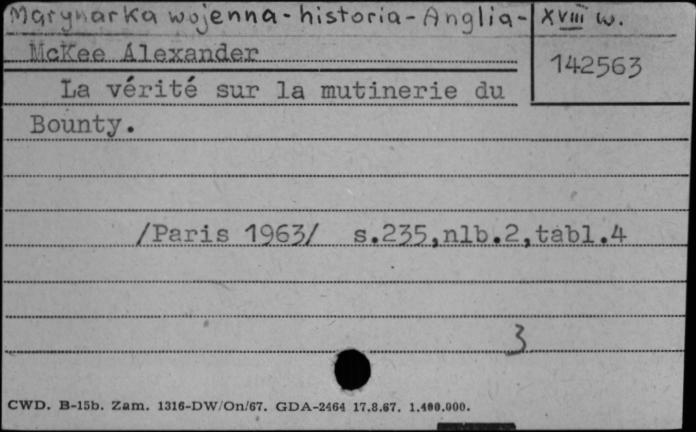 Marynarka wojenna - historia - Anglia - XVIII w.
McKee Alexander
142563
La vérité sur la mutinerie du
Bounty.
/Paris 1963/ s.235,nlb.2,tabl.4
3
CWD. B-15b. Zam. 1316-DW/On/67. GDA-2464 17.8.67. 1.400.000.